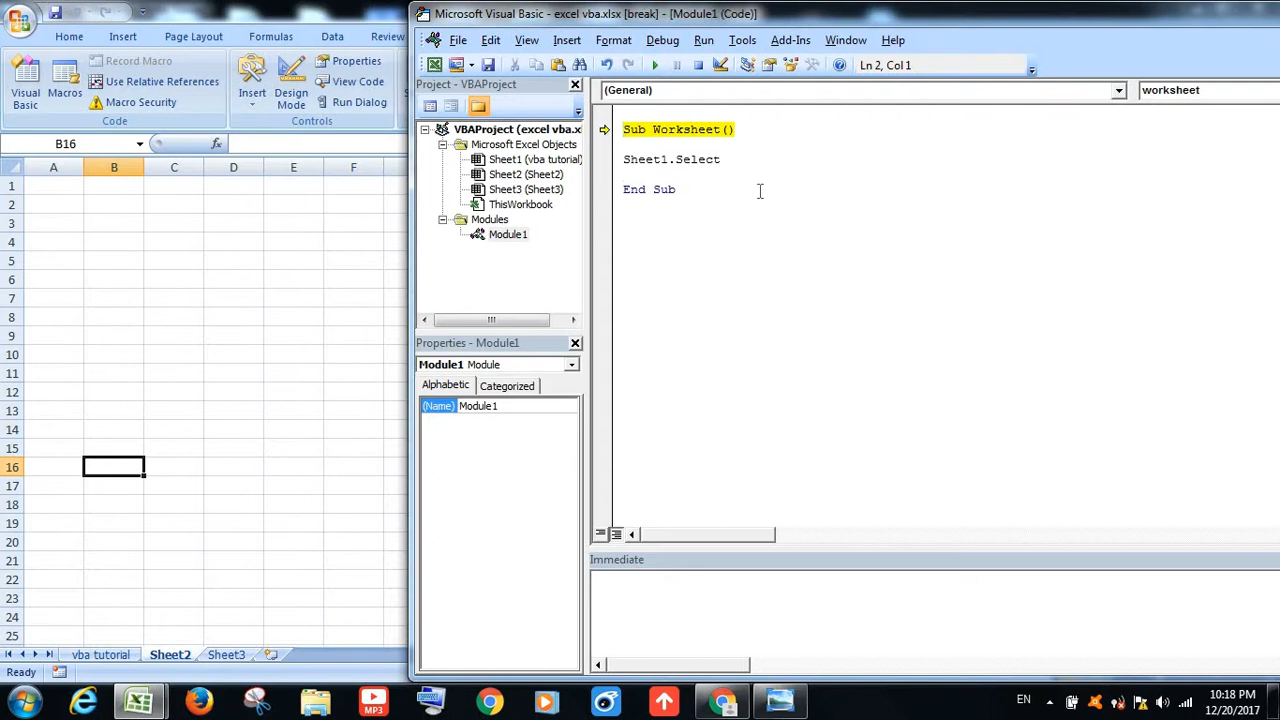 Microsoft Visual Basic - excel vba.xlsx [break] - [Module1 (Code)]
Home Insert Page Layout Formulas Data Review
File Edit View Insert Format Debug Run Tools Add-Ins Window Help
Visual Basic
Macros
Record Macro
Use Relative References
Macro Security
Code
Insert
Design Mode
Properties
View Code
Run Dialog
Controls
Ln 2, Col 1
B16
fx
A B C D E F
1
2
3
4
5
6
7
8
9
10
11
12
13
14
15
16
17
18
19
20
21
22
23
24
25
vba tutorial Sheet2 Sheet3
Ready
Project - VBAProject
VBAProject (excel vba.x
Microsoft Excel Objects
Sheet1 (vba tutorial)
Sheet2 (Sheet2)
Sheet3 (Sheet3)
ThisWorkbook
Modules
Module1
Properties - Module1
Module1 Module
Alphabetic Categorized
(Name) Module1
(General) worksheet
Sub Worksheet()
Sheet1.Select
End Sub
Immediate
MP3
EN
10:18 PM
12/20/2017